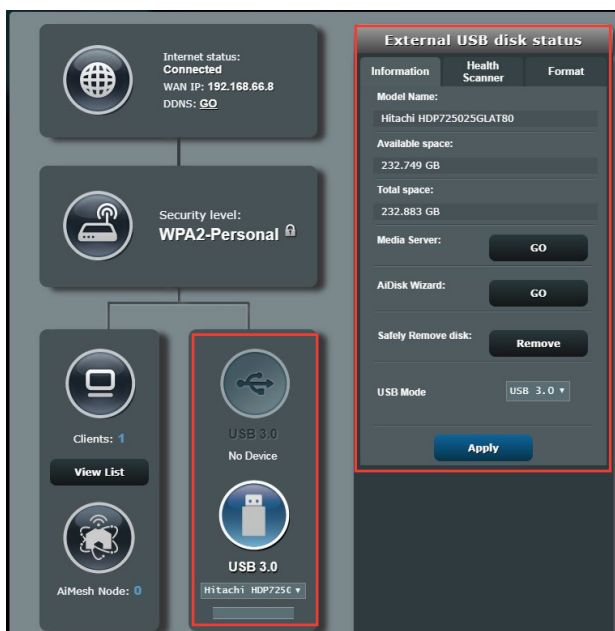 Internet status:
Connected
WAN IP: 192.168.66.8
DDNS: GO
Security level:
WPA2-Personal
Clients: 1
View List
AiMesh Node: 0
USB 3.0
No Device
USB 3.0
Hitachi HDP725C
External USB disk status
Information
Health
Scanner
Format
Model Name:
Hitachi HDP725025GLAT80
Available space:
232.749 GB
Total space:
232.883 GB
Media Server:
GO
AiDisk Wizard:
GO
Safely Remove disk:
Remove
USB Mode
USB 3.0
Apply